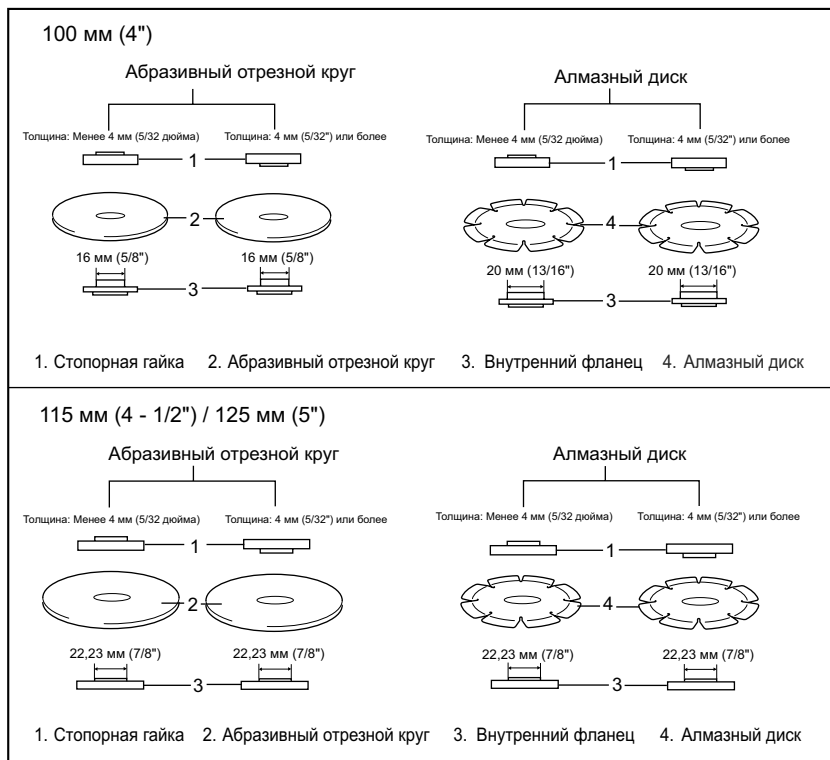 100 мм (4")
Абразивный отрезной круг
Алмазный диск
Толщина: Менее 4 мм (5/32 дюйма) Толщина: 4 мм (5/32") или более
Толщина: Менее 4 мм (5/32 дюйма) Толщина: 4 мм (5/32") или более
1
1
2
4
16 мм (5/8") 16 мм (5/8")
20 мм (13/16") 20 мм (13/16")
3
3
1. Стопорная гайка 2. Абразивный отрезной круг 3. Внутренний фланец 4. Алмазный диск
115 мм (4 - 1/2") / 125 мм (5")
Абразивный отрезной круг
Алмазный диск
Толщина: Менее 4 мм (5/32 дюйма) Толщина: 4 мм (5/32") или более
Толщина: Менее 4 мм (5/32 дюйма) Толщина: 4 мм (5/32") или более
1
1
2
4
22,23 мм (7/8") 22,23 мм (7/8")
22,23 мм (7/8") 22,23 мм (7/8")
3
3
1. Стопорная гайка 2. Абразивный отрезной круг 3. Внутренний фланец 4. Алмазный диск